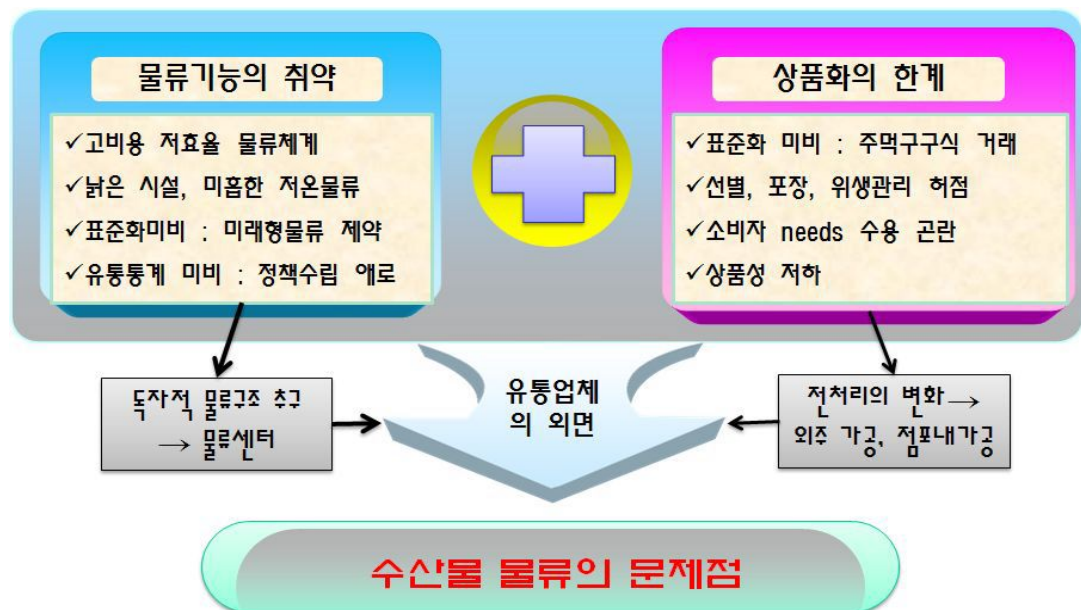 물류기능의 취약
✓고비용 저효율 물류체계
✓낡은 시설, 미흡한 저온물류
✓표준화미비 : 미래형물류 제약
✓유통통계 미비 : 정책수립 애로
상품화의 한계
✓표준화 미비 : 주먹구구식 거래
✓선별, 포장, 위생관리 허점
✓소비자 needs 수용 곤란
✓상품성 저하
독자적 물류구조 추구
→ 물류센터
유통업체
의 외면
전처리의 변화→
외주 가공, 점포내가공
수산물 물류의 문제점